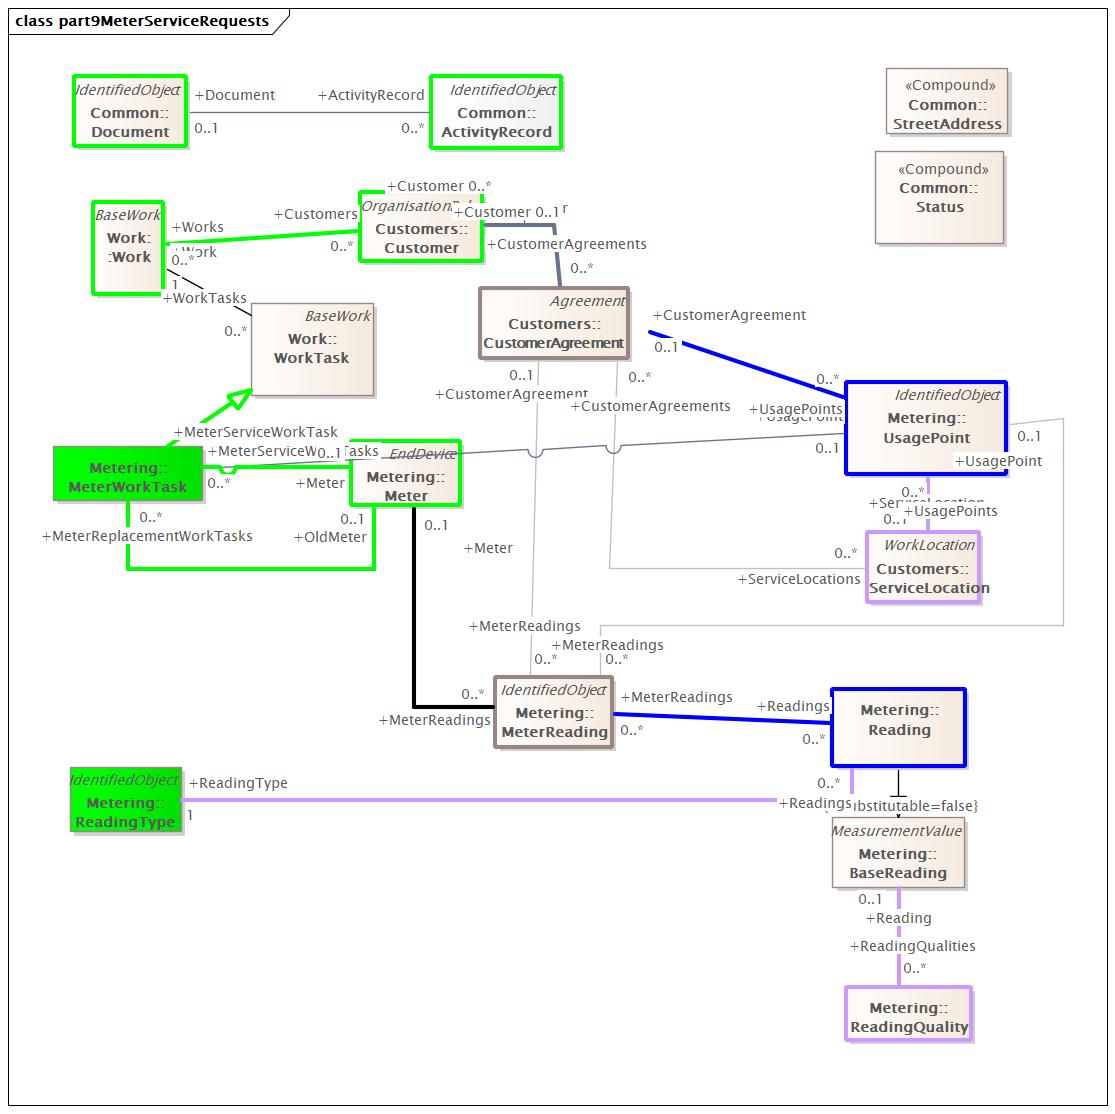 class part9MeterServiceRequests
IdentifiedObject
Common::
Document
+Document
0..1
+ActivityRecord
0..*
IdentifiedObject
Common::
ActivityRecord
«Compound»
Common::
StreetAddress
«Compound»
Common::
Status
BaseWork
Work:
:Work
+Works
0..*
+Customers
0..*
+Customer 0..*
Customers::
Customer
+Customer 0..1
+CustomerAgreements
0..*
1
+WorkTasks
0..*
BaseWork
Work::
WorkTask
Agreement
Customers::
CustomerAgreement
+CustomerAgreement
0..1
0..*
+UsagePoints
0..1
IdentifiedObject
Metering::
UsagePoint
0..1
+UsagePoint
0..1
+CustomerAgreement
0..*
+CustomerAgreements
+MeterServiceWorkTask
0..1
0..*
Metering::
MeterWorkTask
+Meter
EndDevice
Metering::
Meter
0..*
+MeterReplacementWorkTasks
0..1
+OldMeter
0..1
+Meter
0..*
+UsagePoints
0..1
WorkLocation
Customers::
ServiceLocation
0..*
+ServiceLocations
+MeterReadings
0..*
+MeterReadings
0..*
0..*
+MeterReadings
IdentifiedObject
Metering::
MeterReading
+MeterReadings
0..*
+Readings
0..*
Metering::
Reading
IdentifiedObject
Metering::
ReadingType
+ReadingType
1
0..*
+Readings
MeasurementValue
Metering::
BaseReading
0..1
+Reading
+ReadingQualities
0..*
Metering::
ReadingQuality